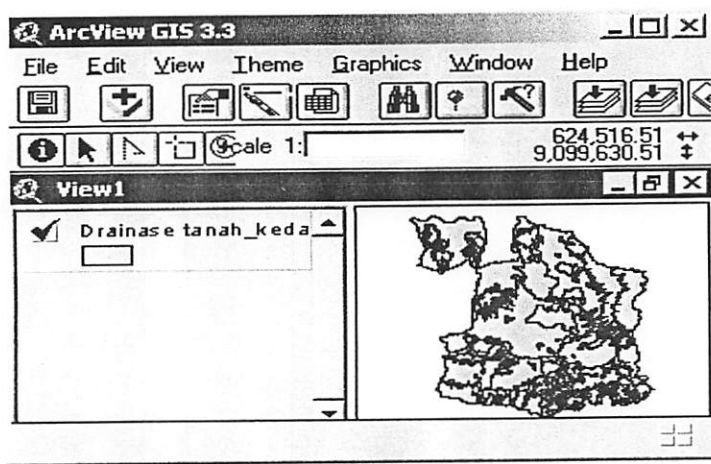 ArcView GIS 3.3
File Edit View Theme Graphics Window Help
Scale 1:
624,516.51
9,099,630.51
View1
Drainase tanah_keda